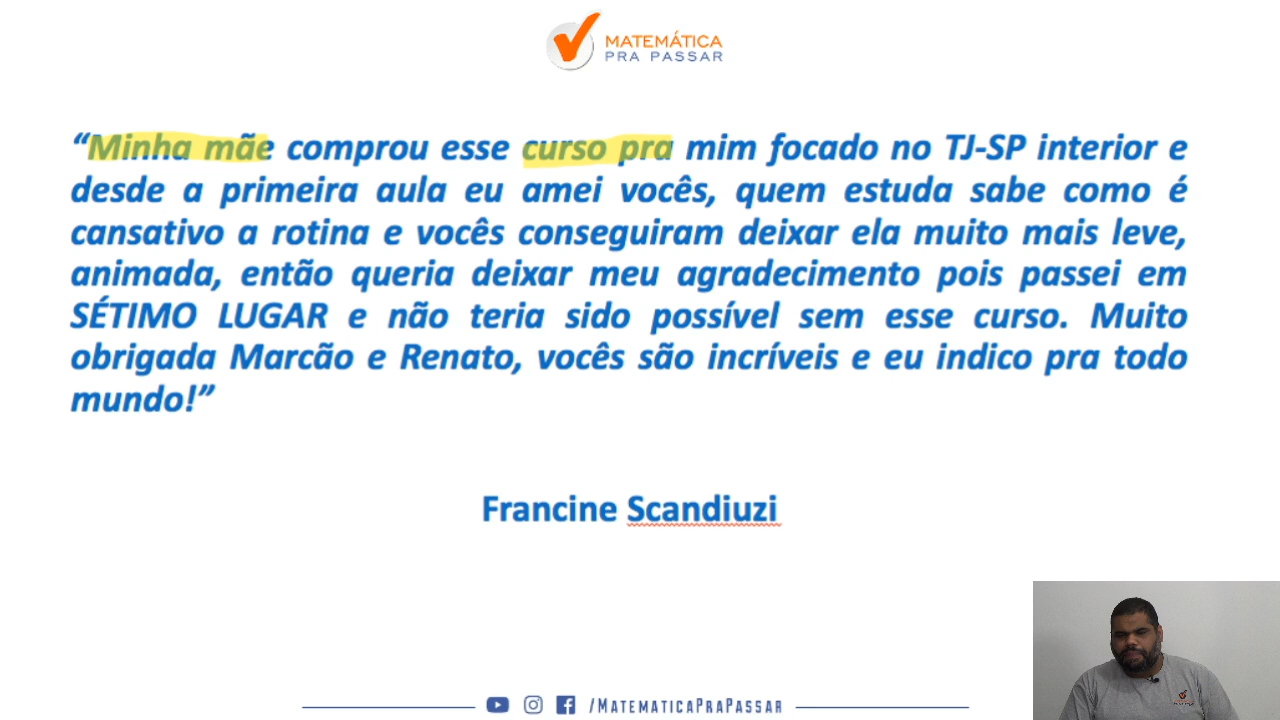 MATEMÁTICA
PRA PASSAR
“Minha mãe comprou esse curso pra mim focado no TJ-SP interior e
desde a primeira aula eu amei vocês, quem estuda sabe como é
cansativo a rotina e vocês conseguiram deixar ela muito mais leve,
animada, então queria deixar meu agradecimento pois passei em
SÉTIMO LUGAR e não teria sido possível sem esse curso. Muito
obrigada Marcão e Renato, vocês são incríveis e eu indico pra todo
mundo!”
Francine Scandiuzi
/MATEMATICAPRAPASSAR